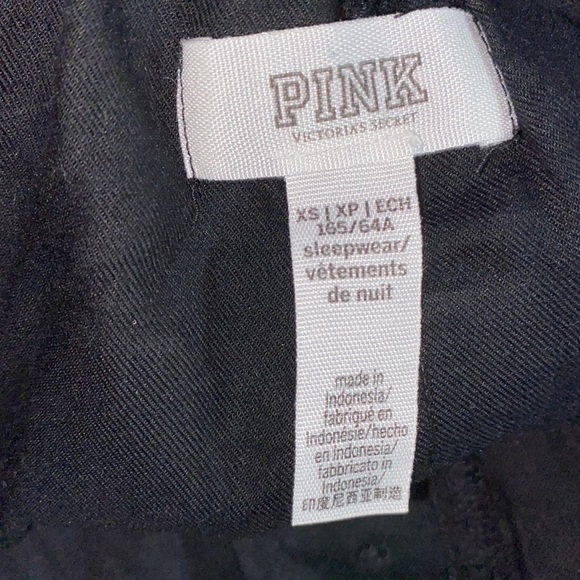 PINK
VICTORIA'S SECRET
XS | XP | ECH
165/64A
sleepwear/
vêtements
de nuit
made in
Indonesia/
fabriqué en
Indonésie/hecho
en Indonesia/
fabbricato in
Indonesia/
印度尼西亚制造